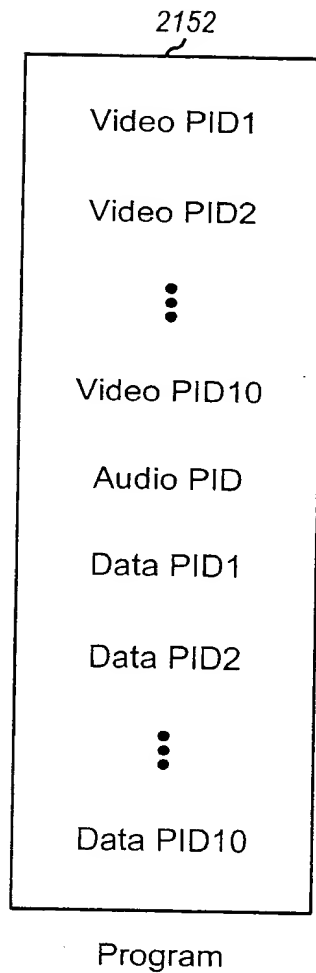 2152
Video PID1
Video PID2
Video PID10
Audio PID
Data PID1
Data PID2
Data PID10
Program